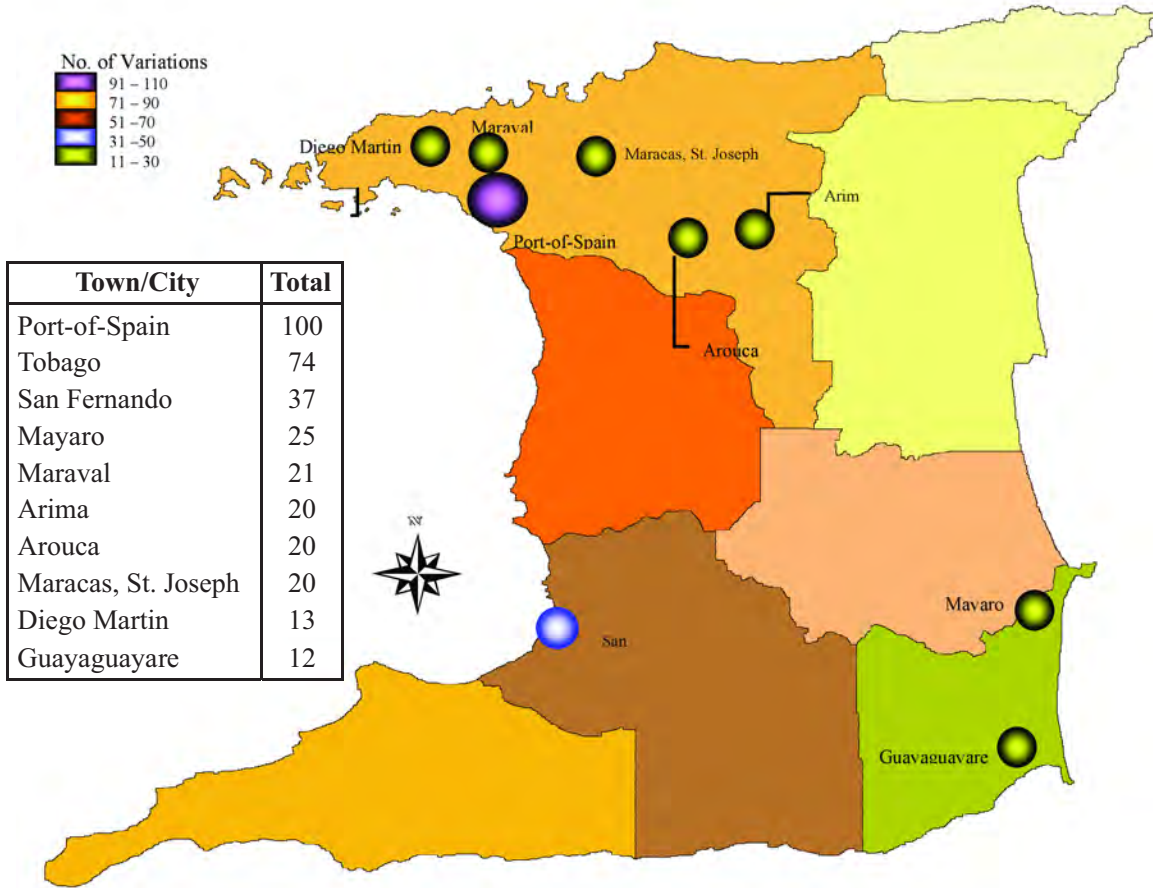 No. of Variations
91 – 110
71 – 90
51 –70
31 –50
11 – 30
Diego Martin
Maraval
Maracas, St. Joseph
Arim
Port-of-Spain
Arouca
Town/City Total
Port-of-Spain 100
Tobago 74
San Fernando 37
Mayaro 25
Maraval 21
Arima 20
Arouca 20
Maracas, St. Joseph 20
Diego Martin 13
Guayaguayare 12
N
Mayaro
San
Guayaguayare